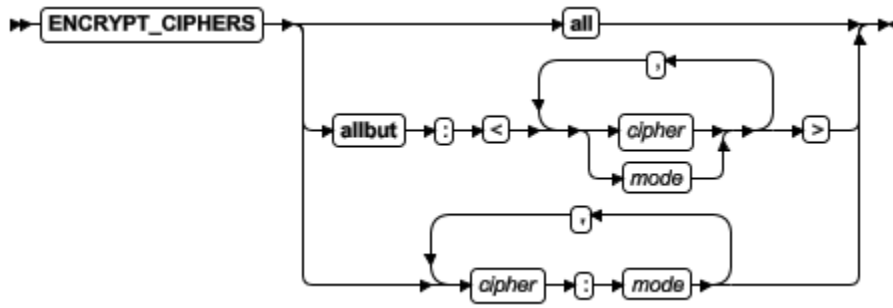 ENCRYPT_CIPHERS all
,
allbut : < cipher >
mode
,
cipher : mode